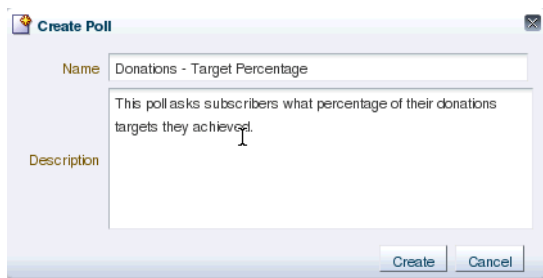 Create Poll
Name Donations - Target Percentage
This poll asks subscribers what percentage of their donations
targets they achieved.
Description
Create Cancel